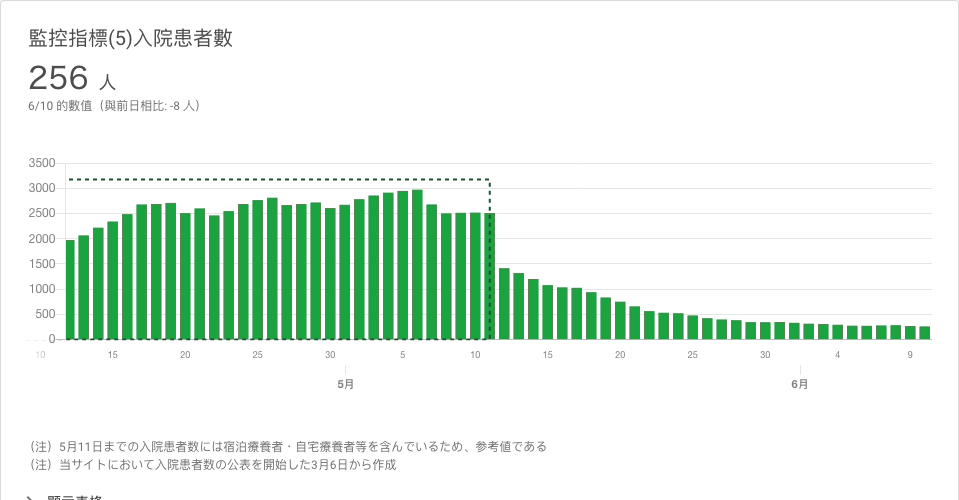 監控指標(5)入院患者數
256 人
6/10 的數值（與前日相比: -8 人）
3500
3000
2500
2000
1500
1000
500
0
10 15 20 25 30 5 10 15 20 25 30 4 9
5月 6月
（注）5月11日までの入院患者数には宿泊療養者・自宅療養者等を含んでいるため、参考値である
（注）当サイトにおいて入院患者数の公表を開始した3月6日から作成
顯示表格